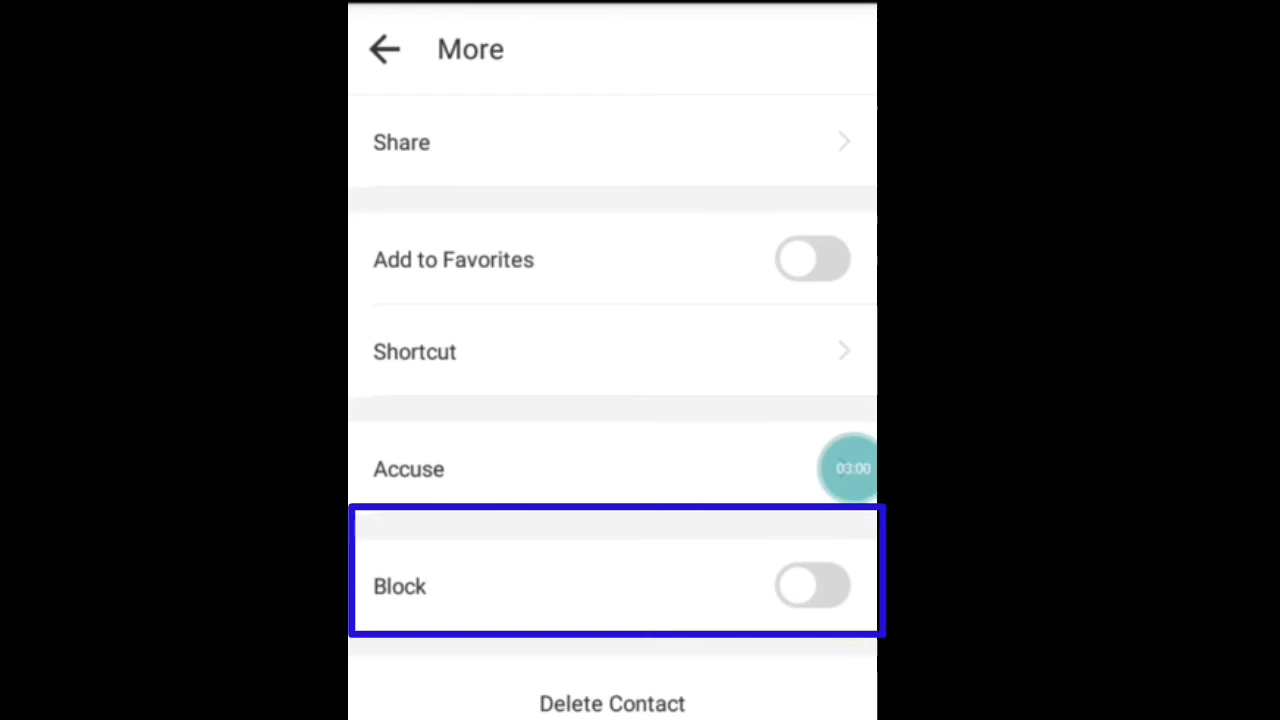 More
Share
Add to Favorites
Shortcut
Accuse
03:00
Block
Delete Contact